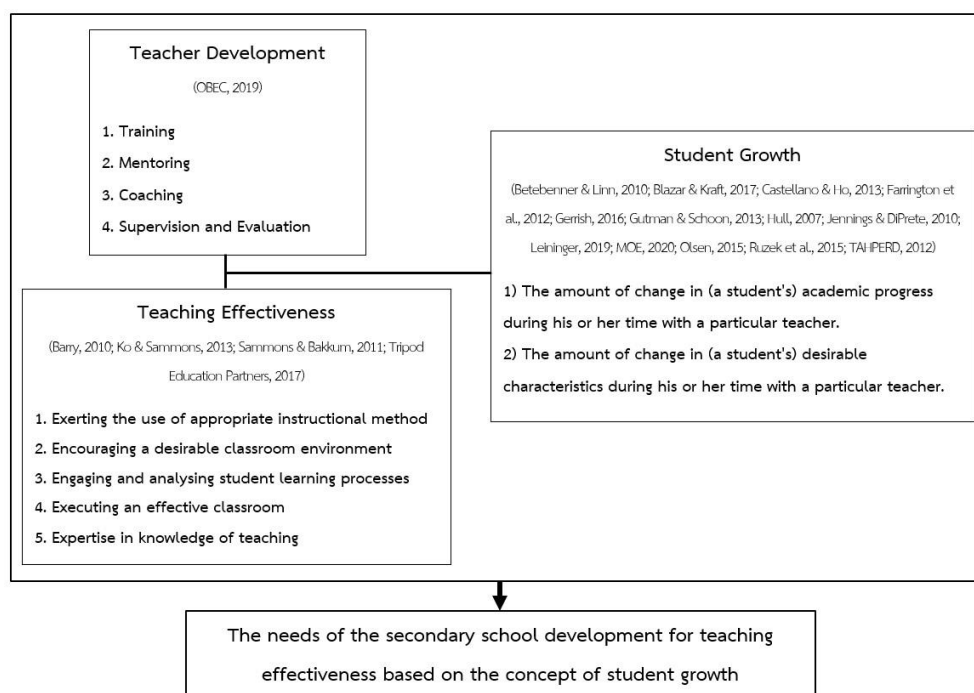 Teacher Development
(OBEC, 2019)
1. Training
2. Mentoring
3. Coaching
4. Supervision and Evaluation
Student Growth
(Betebenner & Linn, 2010; Blazar & Kraft, 2017; Castellano & Ho, 2013; Farrington et
al., 2012; Gerrish, 2016; Gutman & Schoon, 2013; Hull, 2007; Jennings & DiPrete, 2010;
Leininger, 2019; MOE, 2020; Olsen, 2015; Ruzek et al., 2015; TAHPERD, 2012)
1) The amount of change in (a student's) academic progress
during his or her time with a particular teacher.
2) The amount of change in (a student's) desirable
characteristics during his or her time with a particular teacher.
Teaching Effectiveness
(Barry, 2010; Ko & Sammons, 2013; Sammons & Bakkum, 2011; Tripod
Education Partners, 2017)
1. Exerting the use of appropriate instructional method
2. Encouraging a desirable classroom environment
3. Engaging and analysing student learning processes
4. Executing an effective classroom
5. Expertise in knowledge of teaching
The needs of the secondary school development for teaching
effectiveness based on the concept of student growth